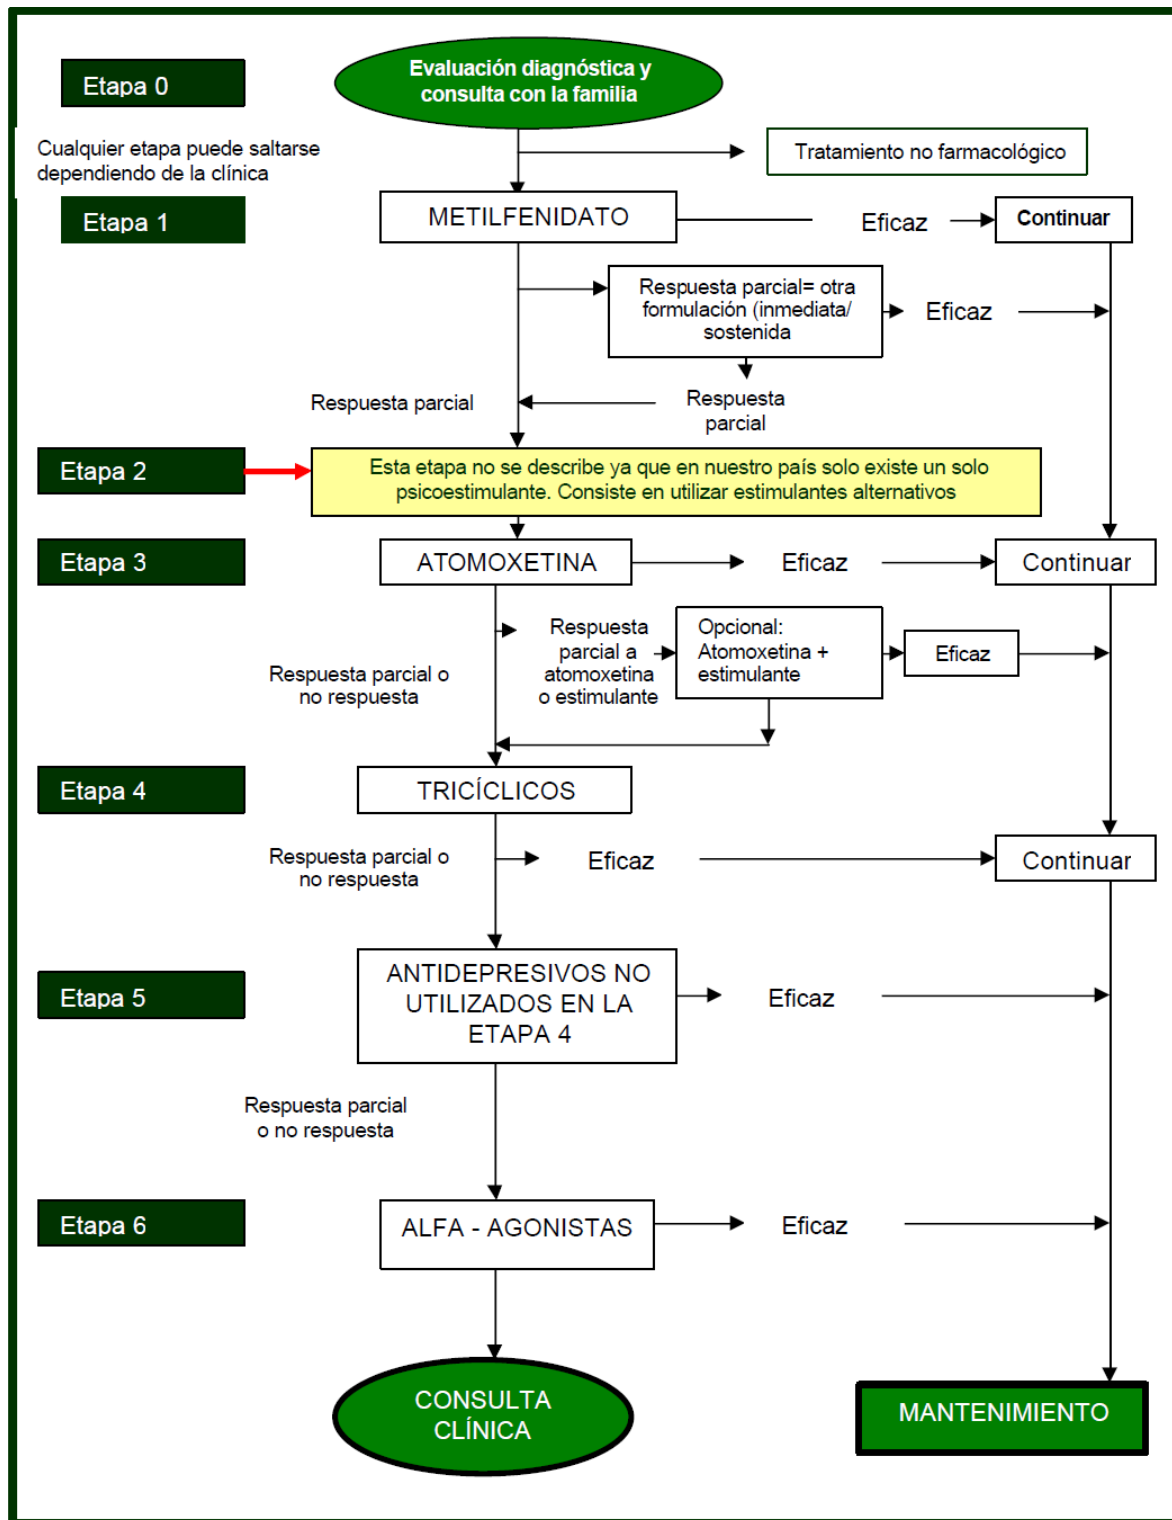 Etapa 0
Evaluación diagnóstica y
consulta con la familia
Cualquier etapa puede saltarse
dependiendo de la clínica
Tratamiento no farmacológico
Etapa 1
METILFENIDATO
Eficaz
Continuar
Respuesta parcial= otra
formulación (inmediata/
sostenida
Eficaz
Respuesta parcial
Respuesta
parcial
Etapa 2
Esta etapa no se describe ya que en nuestro país solo existe un solo
psicoestimulante. Consiste en utilizar estimulantes alternativos
Etapa 3
ATOMOXETINA
Eficaz
Continuar
Respuesta parcial o
no respuesta
Respuesta
parcial a
atomoxetina
o estimulante
Opcional:
Atomoxetina +
estimulante
Eficaz
Etapa 4
TRICÍCLICOS
Respuesta parcial o
no respuesta
Eficaz
Continuar
Etapa 5
ANTIDEPRESIVOS NO
UTILIZADOS EN LA
ETAPA 4
Eficaz
Respuesta parcial
o no respuesta
Etapa 6
ALFA - AGONISTAS
Eficaz
CONSULTA
CLÍNICA
MANTENIMIENTO